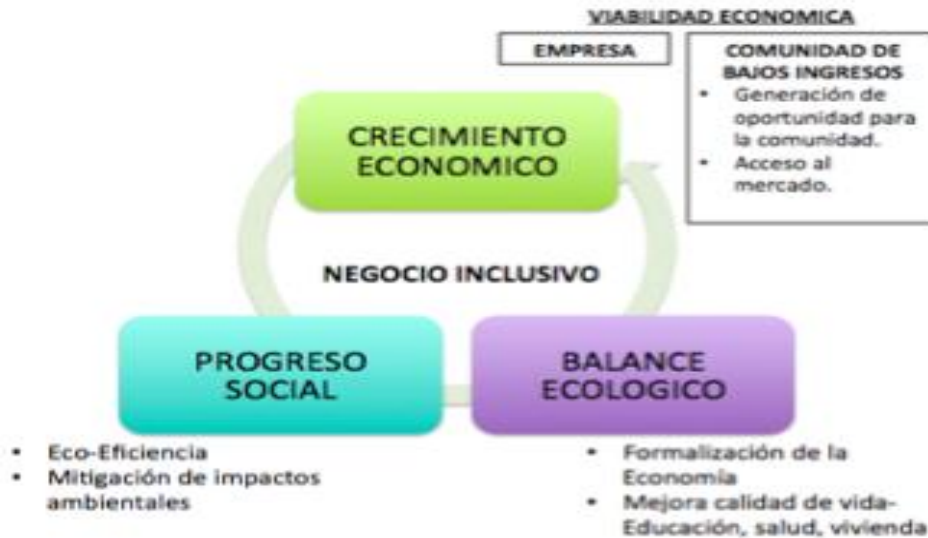 VIABILIDAD ECONOMICA
EMPRESA
COMUNIDAD DE
BAJOS INGRESOS
• Generación de
oportunidad para
la comunidad.
• Acceso al
mercado.
CRECIMIENTO
ECONOMICO
NEGOCIO INCLUSIVO
PROGRESO
SOCIAL
BALANCE
ECOLOGICO
• Eco-Eficiencia
• Mitigación de impactos
ambientales
• Formalización de la
Economía
• Mejora calidad de vida-
Educación, salud, vivienda